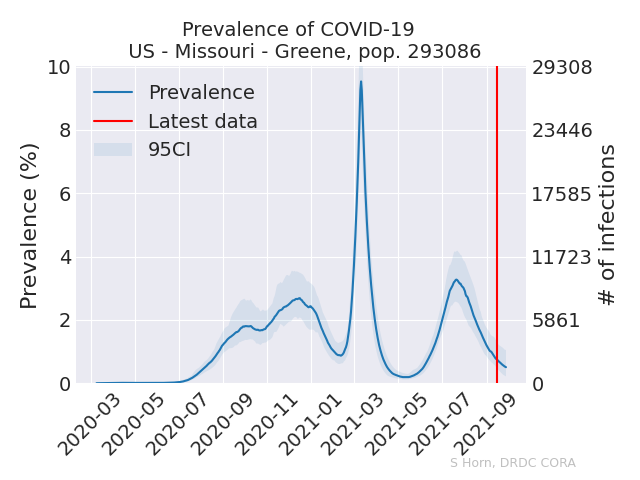 Prevalence of COVID-19
US - Missouri - Greene, pop. 293086
10
8
6
4
2
0
Prevalence (%)
Prevalence
Latest data
95CI
29308
23446
17585
11723
5861
0
# of infections
2020-03
2020-05
2020-07
2020-09
2020-11
2021-01
2021-03
2021-05
2021-07
2021-09
S Horn, DRDC CORA